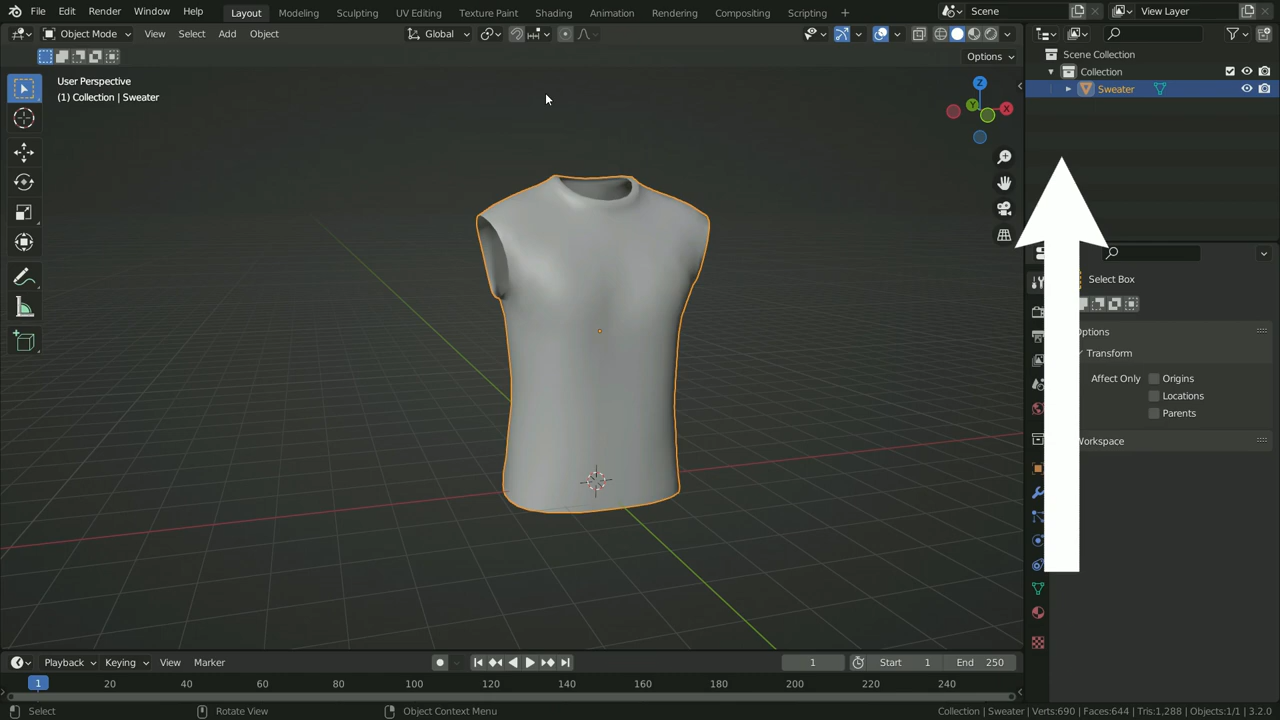 File Edit Render Window Help Layout Modeling Sculpting UV Editing Texture Paint Shading Animation Rendering Compositing Scripting + Scene View Layer
Object Mode View Select Add Object Global
Options
User Perspective
(1) Collection | Sweater
Z
Y
X
Scene Collection
Collection
Sweater
Select Box
Options
Transform
Affect Only Origins
Locations
Parents
Workspace
Playback Keying View Marker 1 Start 1 End 250
1 20 40 60 80 100 120 140 160 180 200 220 240
Select Rotate View Object Context Menu Collection | Sweater | Verts:690 | Faces:644 | Tris:1,288 | Objects:1/1 | 3.2.0